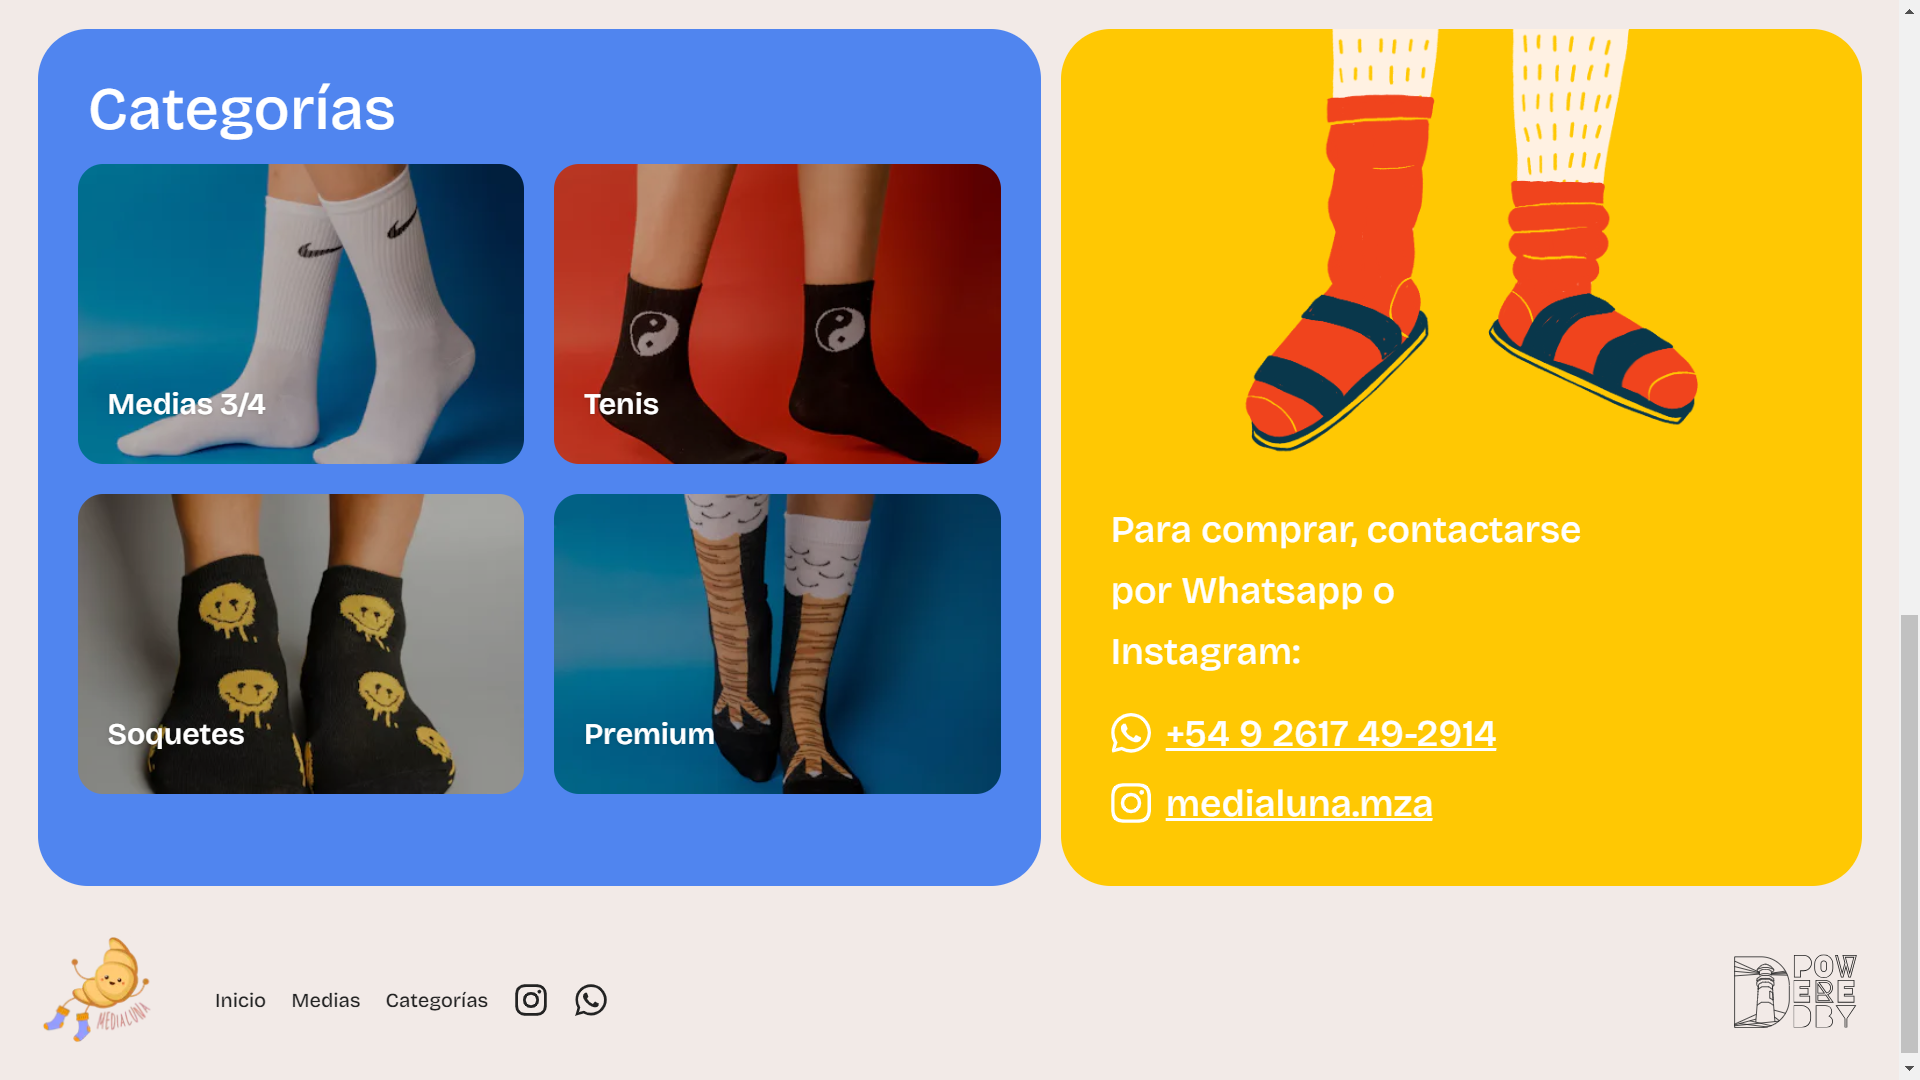 Categorías
Medias 3/4
Tenis
Soquetes
Premium
Para comprar, contactarse
por Whatsapp o
Instagram:
+54 9 2617 49-2914
medialuna.mza
MEDIALUNA
Inicio
Medias
Categorías
POW
ERE
DBY